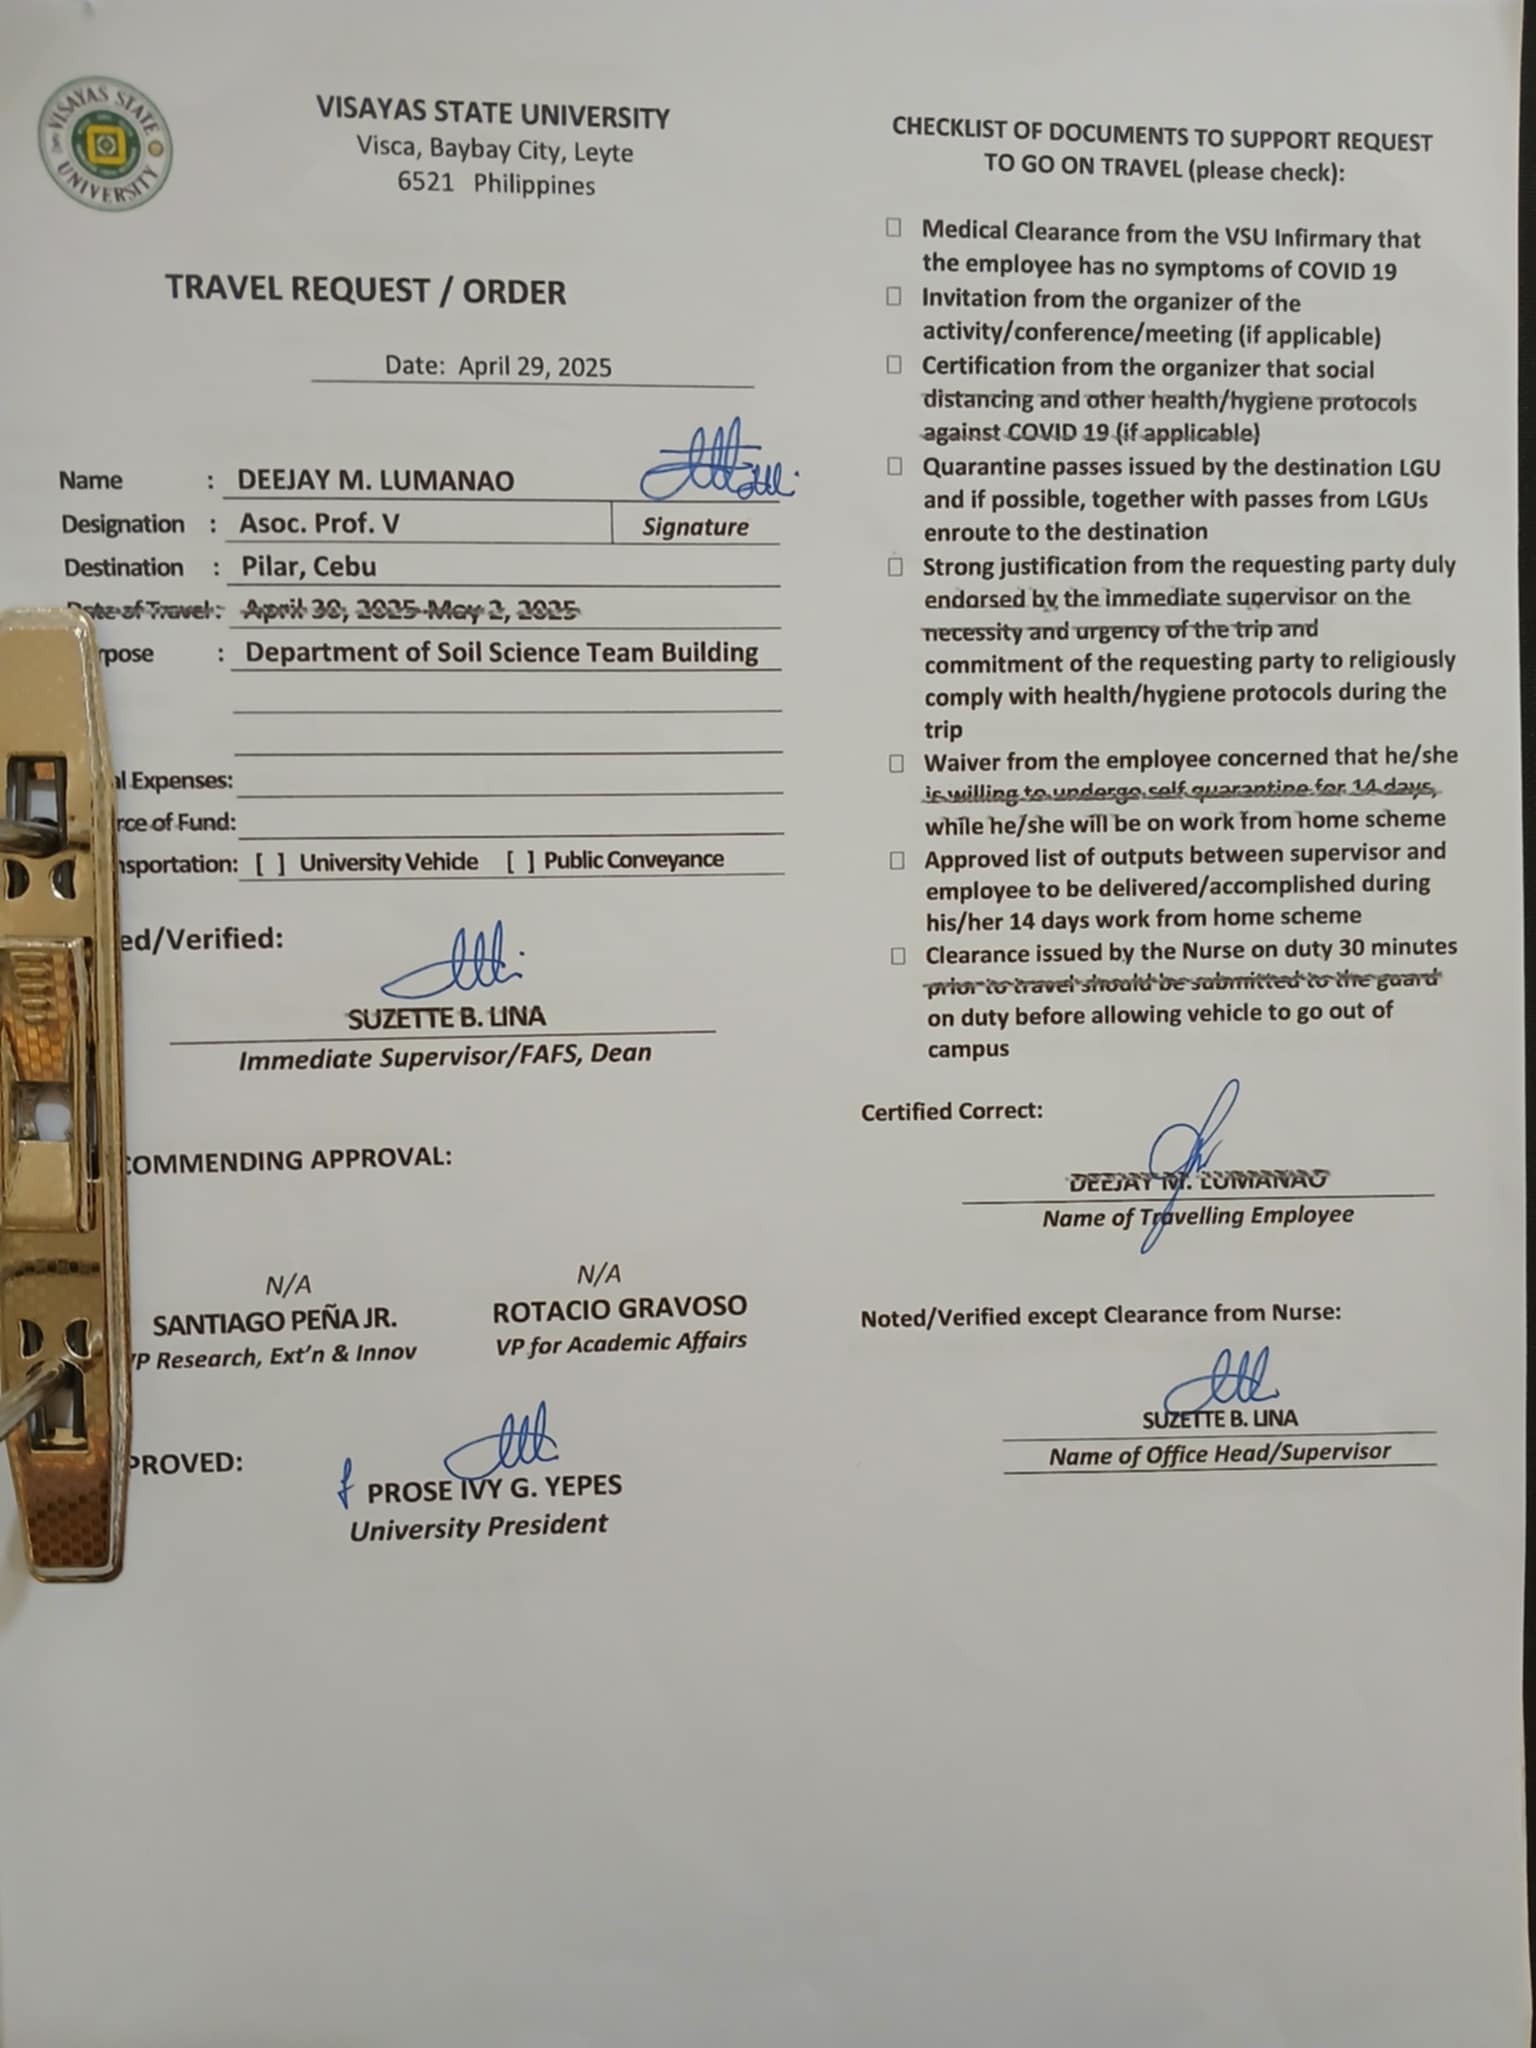 VISAYAS STATE UNIVERSITY
VISAYAS STATE UNIVERSITY
Visca, Baybay City, Leyte
6521 Philippines
TRAVEL REQUEST / ORDER
Date: April 29, 2025
Name : DEEJAY M. LUMANAO
Designation : Asoc. Prof. V
Signature
Destination : Pilar, Cebu
Date of Travel: April 30, 2025-May 2, 2025
rpose : Department of Soil Science Team Building
al Expenses:
rce of Fund:
nsportation: [ ] University Vehide [ ] Public Conveyance
ed/Verified:
SUZETTE B. LINA
Immediate Supervisor/FAFS, Dean
COMMENDING APPROVAL:
N/A
SANTIAGO PEÑA JR.
VP Research, Ext'n & Innov
N/A
ROTACIO GRAVOSO
VP for Academic Affairs
PROVED:
PROSE IVY G. YEPES
University President
CHECKLIST OF DOCUMENTS TO SUPPORT REQUEST
TO GO ON TRAVEL (please check):
Medical Clearance from the VSU Infirmary that
the employee has no symptoms of COVID 19
Invitation from the organizer of the
activity/conference/meeting (if applicable)
Certification from the organizer that social
distancing and other health/hygiene protocols
against COVID 19 (if applicable)
Quarantine passes issued by the destination LGU
and if possible, together with passes from LGUs
enroute to the destination
Strong justification from the requesting party duly
endorsed by the immediate supervisor on the
necessity and urgency of the trip and
commitment of the requesting party to religiously
comply with health/hygiene protocols during the
trip
Waiver from the employee concerned that he/she
is willing to undergo self quarantine for 14 days,
while he/she will be on work from home scheme
Approved list of outputs between supervisor and
employee to be delivered/accomplished during
his/her 14 days work from home scheme
Clearance issued by the Nurse on duty 30 minutes
prior to travel should be submitted to the guard
on duty before allowing vehicle to go out of
campus
Certified Correct:
DEEJAY M. LUMANAO
Name of Travelling Employee
Noted/Verified except Clearance from Nurse:
SUZETTE B. LINA
Name of Office Head/Supervisor